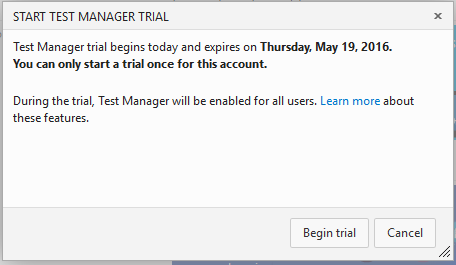 START TEST MANAGER TRIAL
Test Manager trial begins today and expires on Thursday, May 19, 2016.
You can only start a trial once for this account.
During the trial, Test Manager will be enabled for all users. Learn more about
these features.
Begin trial
Cancel